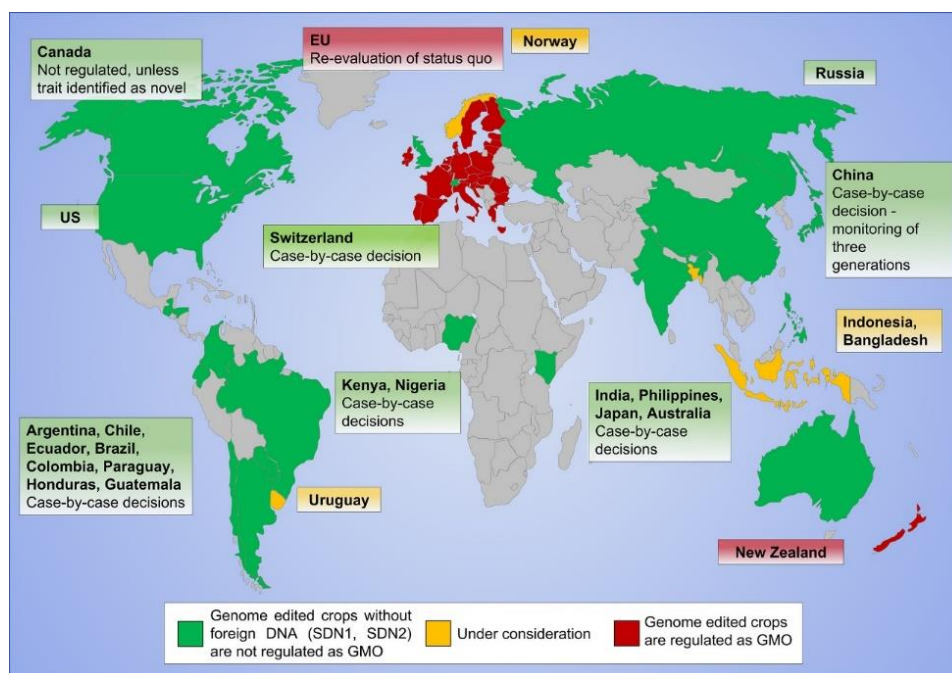 Canada
Not regulated, unless
trait identified as novel
EU
Re-evaluation of status quo
Norway
Russia
US
Switzerland
Case-by-case decision
China
Case-by-case
decision -
monitoring of
three
generations
Indonesia,
Bangladesh
Kenya, Nigeria
Case-by-case
decisions
India, Philippines,
Japan, Australia
Case-by-case
decisions
Argentina, Chile,
Ecuador, Brazil,
Colombia, Paraguay,
Honduras, Guatemala
Case-by-case decisions
Uruguay
New Zealand
Genome edited crops without
foreign DNA (SDN1, SDN2)
are not regulated as GMO
Under consideration
Genome edited crops
are regulated as GMO